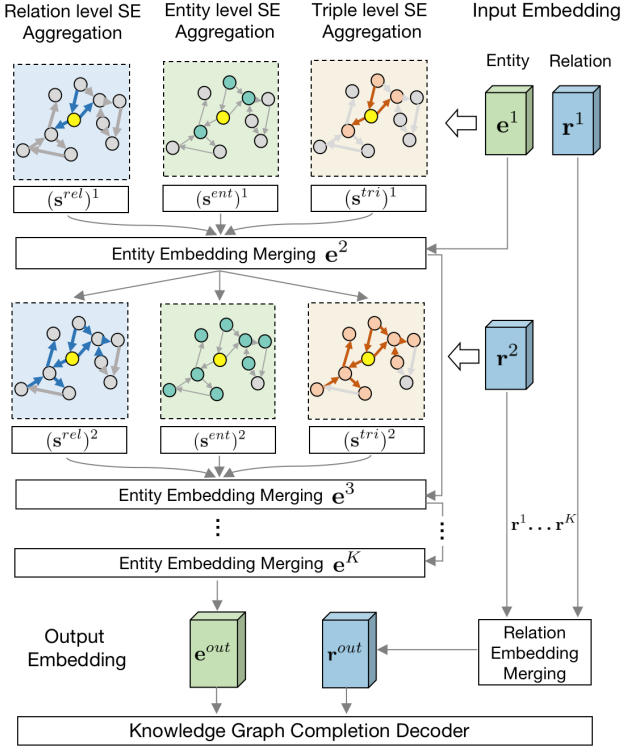 Relation level SE
Aggregation
Entity level SE
Aggregation
Triple level SE
Aggregation
Input Embedding
Entity
Relation
e^1
r^1
(s^{rel})^1
(s^{ent})^1
(s^{tri})^1
Entity Embedding Merging e^2
r^2
(s^{rel})^2
(s^{ent})^2
(s^{tri})^2
Entity Embedding Merging e^3
⋮
⋮
r^1...r^K
Entity Embedding Merging e^K
Output
Embedding
e^{out}
r^{out}
Relation
Embedding
Merging
Knowledge Graph Completion Decoder